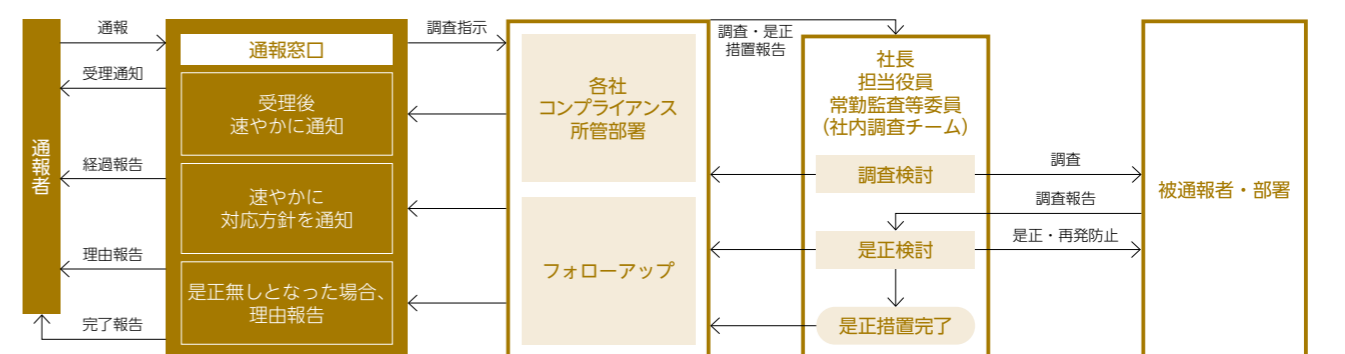 通報者
通報
受理通知
経過報告
理由報告
完了報告
通報窓口
受理後
速やかに通知
速やかに
対応方針を通知
是正無しとなった場合、
理由報告
調査指示
各社
コンプライアンス
所管部署
フォローアップ
調査・是正
措置報告
社長
担当役員
常勤監査等委員
(社内調査チーム)
調査検討
是正検討
是正措置完了
調査
調査報告
是正・再発防止
被通報者・部署